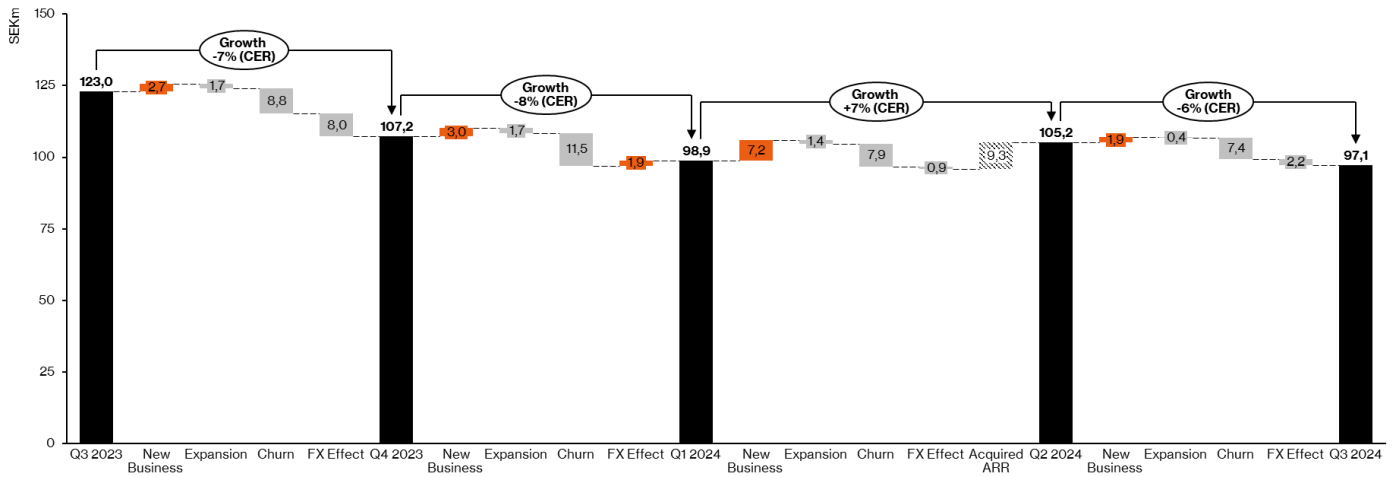 SEKm
150
125
100
75
50
25
0
Growth
-7% (CER)
Growth
-8% (CER)
Growth
+7% (CER)
Growth
-6% (CER)
123,0
2,7
1,7
8,8
8,0
107,2
3,0
1,7
11,5
1,9
98,9
7,2
1,4
7,9
0,9
9,3
105,2
1,9
0,4
7,4
2,2
97,1
Q3 2023
New
Business
Expansion
Churn
FX Effect
Q4 2023
New
Business
Expansion
Churn
FX Effect
Q1 2024
New
Business
Expansion
Churn
FX Effect
Acquired
ARR
Q2 2024
New
Business
Expansion
Churn
FX Effect
Q3 2024